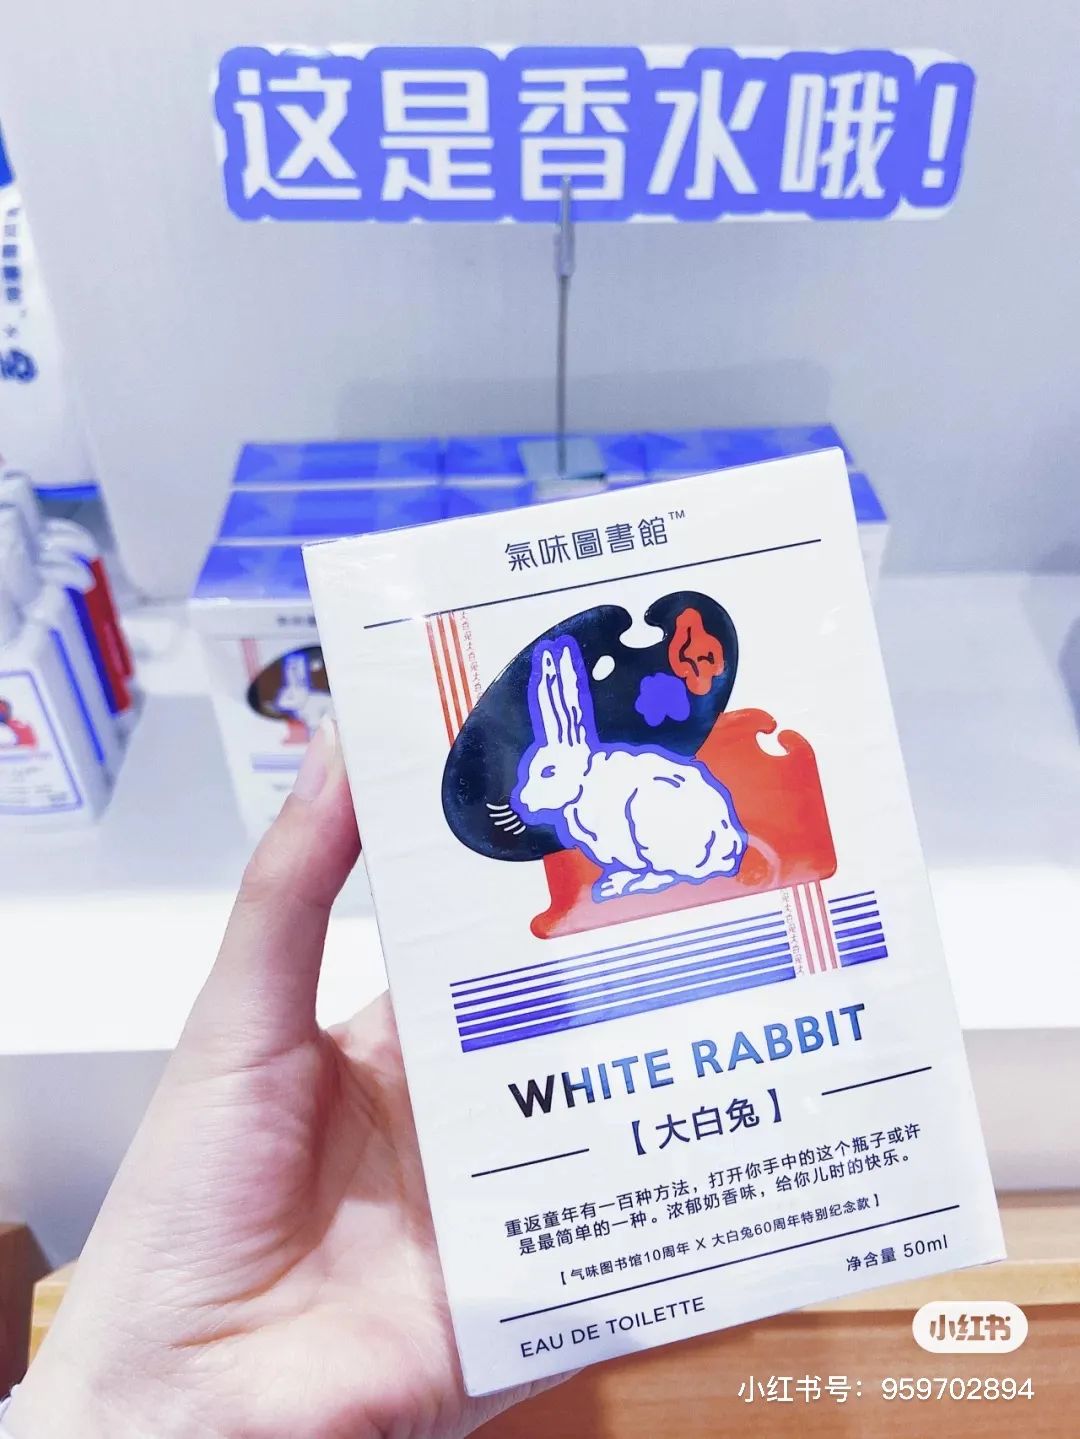 这是香水哦！
氣味圖書館™
WHITE RABBIT
【大白兔】
重返童年有一百种方法，打开你手中的这个瓶子或许
是最简单的一种。浓郁奶香味，给你儿时的快乐。
【气味图书馆10周年 X 大白兔60周年特别纪念款】
净含量 50ml
EAU DE TOILETTE
小红书
小红书号：959702894